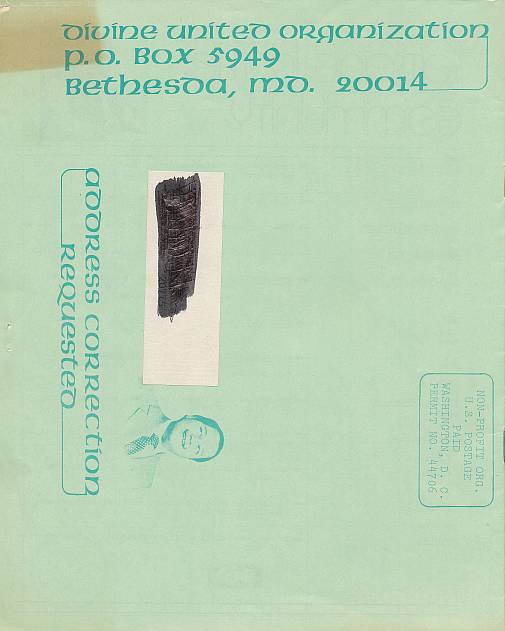 Divine United Organization
P.O. Box 5949
Bethesda, MD. 20014
Address Correction
Requested
NON-PROFIT ORG.
U.S. POSTAGE
PAID
WASHINGTON, D. C.
PERMIT NO. 44706